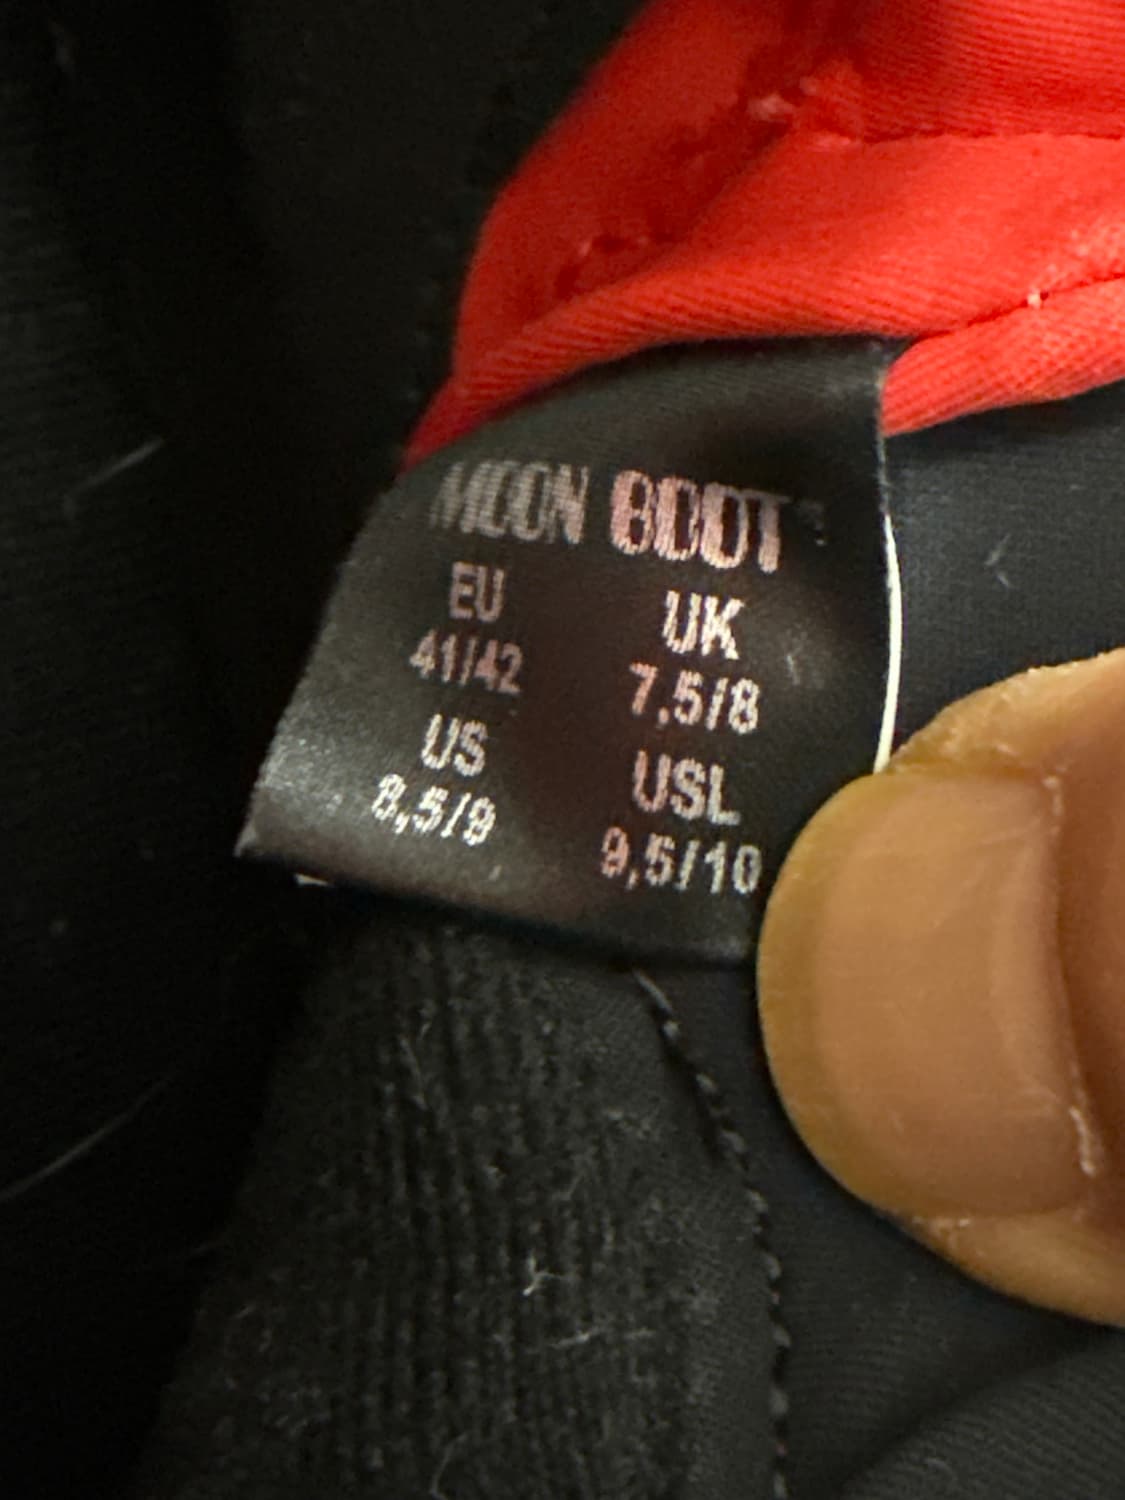 MOON BOOT
EU UK
41/42 7,5/8
US USL
8,5/9 9,5/10